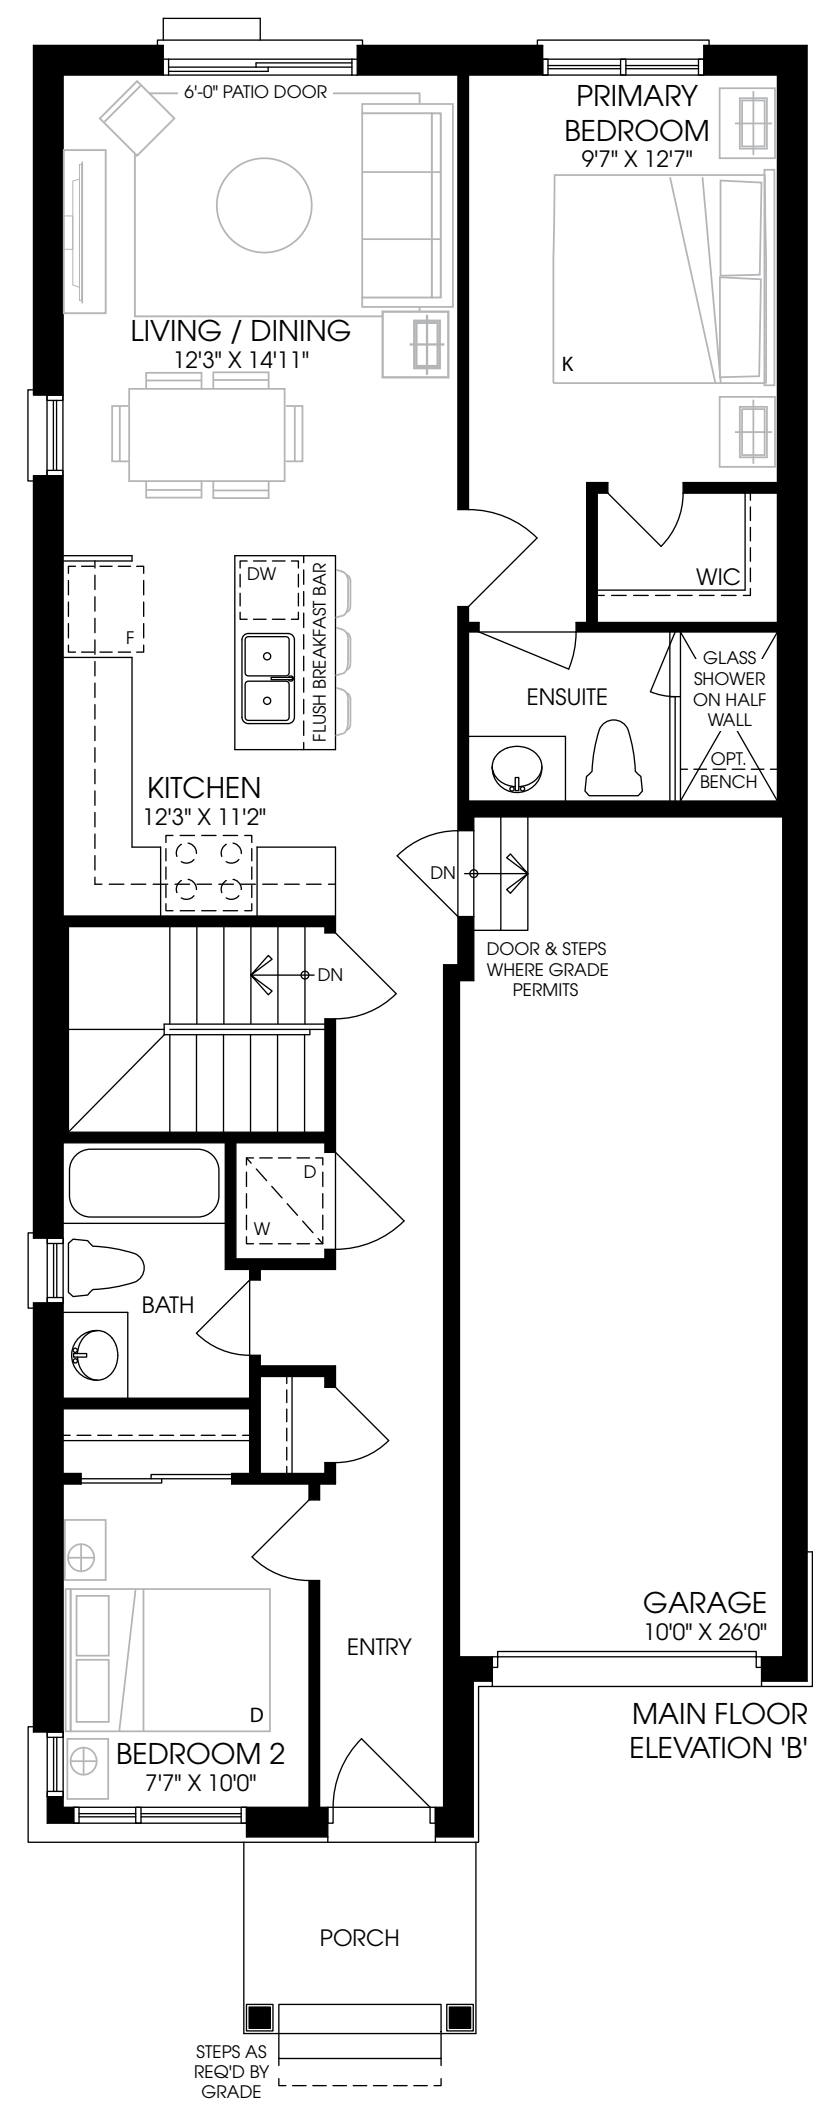 6'-0" PATIO DOOR
PRIMARY
BEDROOM
9'7" X 12'7"
K
LIVING / DINING
12'3" X 14'11"
WIC
DW
F
FLUSH BREAKFAST BAR
GLASS
SHOWER
ON HALF
WALL
OPT.
BENCH
ENSUITE
KITCHEN
12'3" X 11'2"
DN
DOOR & STEPS
WHERE GRADE
PERMITS
DN
D
W
BATH
GARAGE
10'0" X 26'0"
ENTRY
D
BEDROOM 2
7'7" X 10'0"
MAIN FLOOR
ELEVATION 'B'
PORCH
STEPS AS
REQ'D BY
GRADE